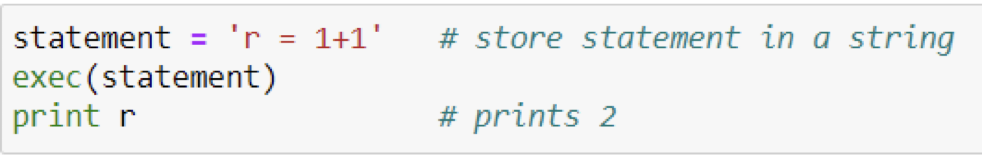 statement = 'r = 1+1'   # store statement in a string
exec(statement)
print r                 # prints 2